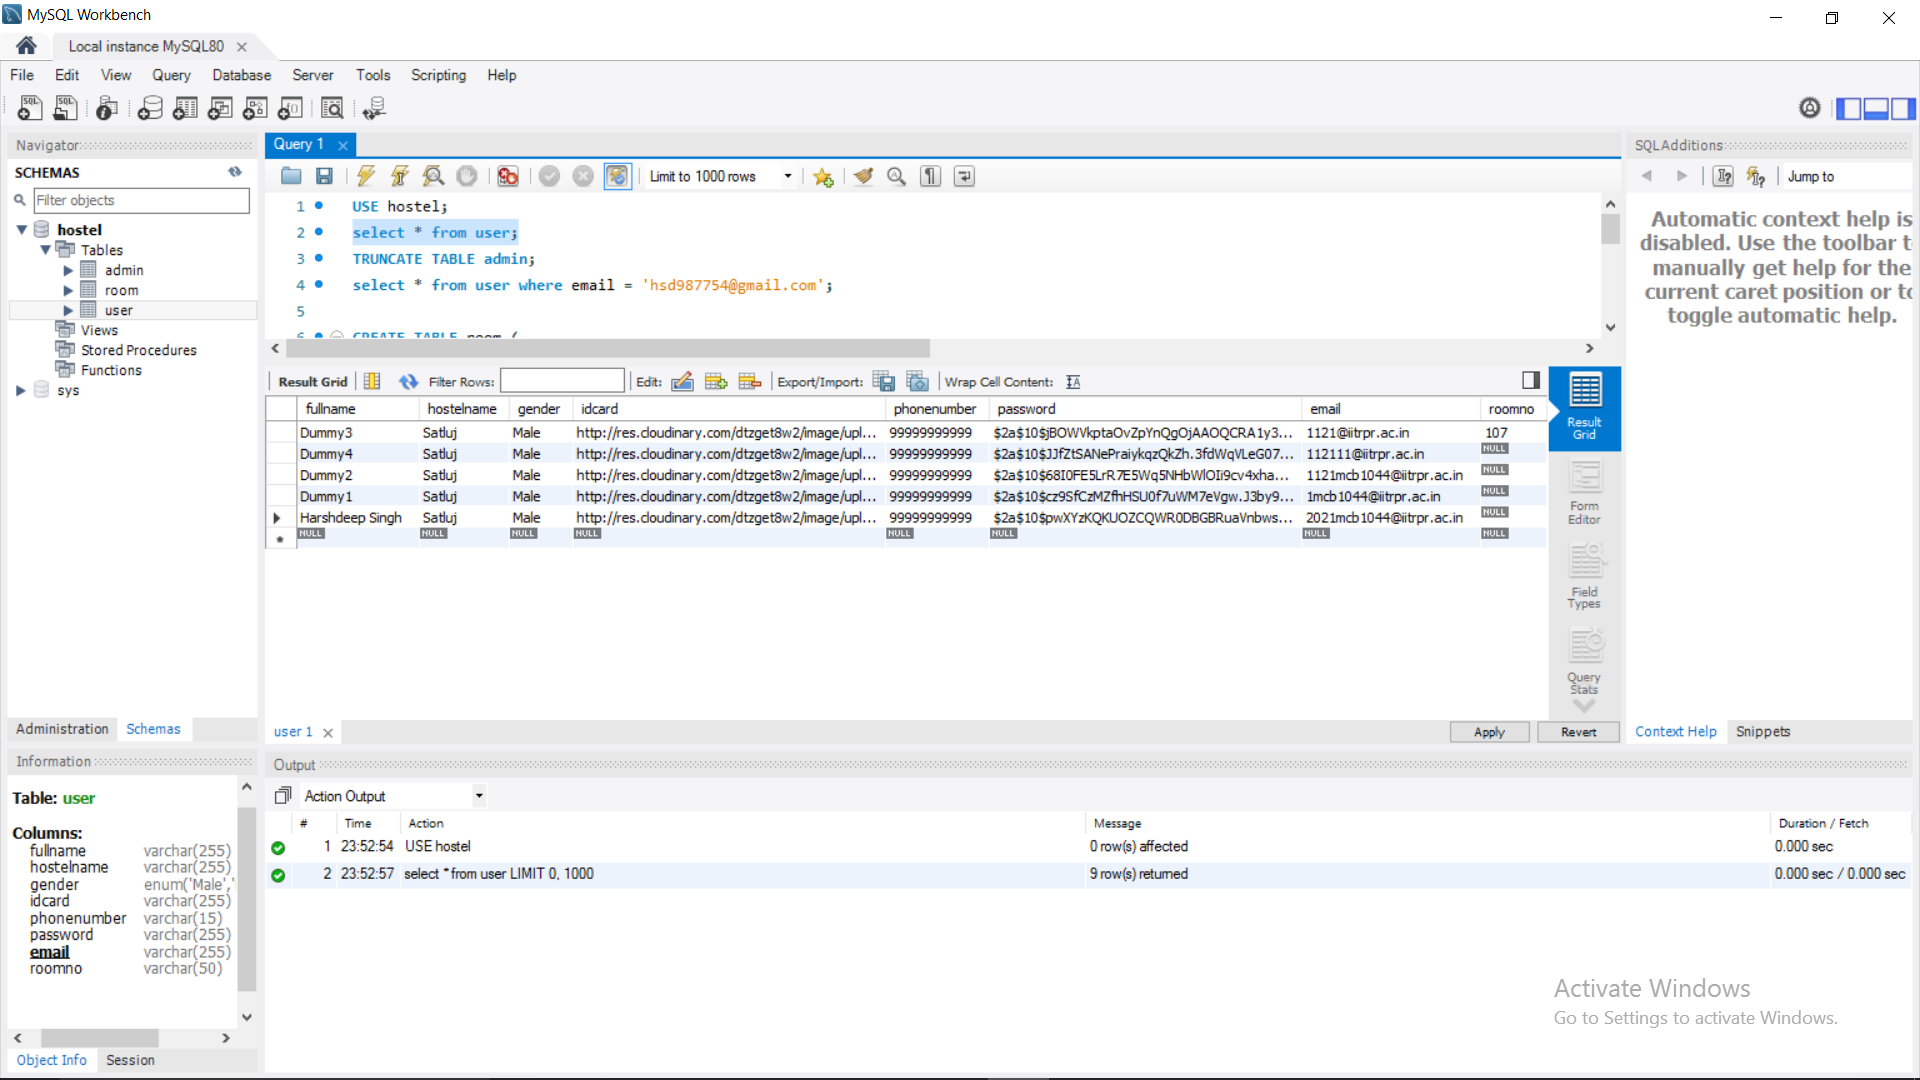 MySQL Workbench
Local instance MySQL80
File Edit View Query Database Server Tools Scripting Help
Navigator
SCHEMAS
Filter objects
hostel
Tables
admin
room
user
Views
Stored Procedures
Functions
sys
Administration Schemas
Information
Table: user
Columns:
fullname varchar(255)
hostelname varchar(255)
gender enum('Male','
idcard varchar(255)
phonenumber varchar(15)
password varchar(255)
email varchar(255)
roomno varchar(50)
Object Info Session
Query 1
Limit to 1000 rows
1 USE hostel;
2 select * from user;
3 TRUNCATE TABLE admin;
4 select * from user where email = 'hsd987754@gmail.com';
5
6 CREATE TABLE room (
Result Grid Filter Rows: Edit: Export/Import: Wrap Cell Content:
fullname hostelname gender idcard phonenumber password email roomno
Dummy3 Satluj Male http://res.cloudinary.com/dtzget8w2/image/upl... 99999999999 $2a$10$jBOWVkptaOvZpYnQgOjAAOQCRA1y3... 1121@iitrpr.ac.in 107
Dummy4 Satluj Male http://res.cloudinary.com/dtzget8w2/image/upl... 99999999999 $2a$10$JJfZtSANePraiykqzQkZh.3fdWqVLeG07... 112111@iitrpr.ac.in NULL
Dummy2 Satluj Male http://res.cloudinary.com/dtzget8w2/image/upl... 99999999999 $2a$10$68I0FE5LrR7E5Wq5NHbWlOIi9cv4xha... 1121mcb1044@iitrpr.ac.in NULL
Dummy1 Satluj Male http://res.cloudinary.com/dtzget8w2/image/upl... 99999999999 $2a$10$cz9SfCzMZfhHSU0f7uWM7eVgw.J3by9... 1mcb1044@iitrpr.ac.in NULL
Harshdeep Singh Satluj Male http://res.cloudinary.com/dtzget8w2/image/upl... 99999999999 $2a$10$pwXYzKQKUOZCQWR0DBGBRuaVnbws... 2021mcb1044@iitrpr.ac.in NULL
NULL NULL NULL NULL NULL NULL NULL NULL
Result Grid
Form Editor
Field Types
Query Stats
user 1 Apply Revert
SQLAdditions
Jump to
Automatic context help is
disabled. Use the toolbar t
manually get help for the
current caret position or to
toggle automatic help.
Context Help Snippets
Output
Action Output
# Time Action Message Duration / Fetch
1 23:52:54 USE hostel 0 row(s) affected 0.000 sec
2 23:52:57 select * from user LIMIT 0, 1000 9 row(s) returned 0.000 sec / 0.000 sec
Activate Windows
Go to Settings to activate Windows.